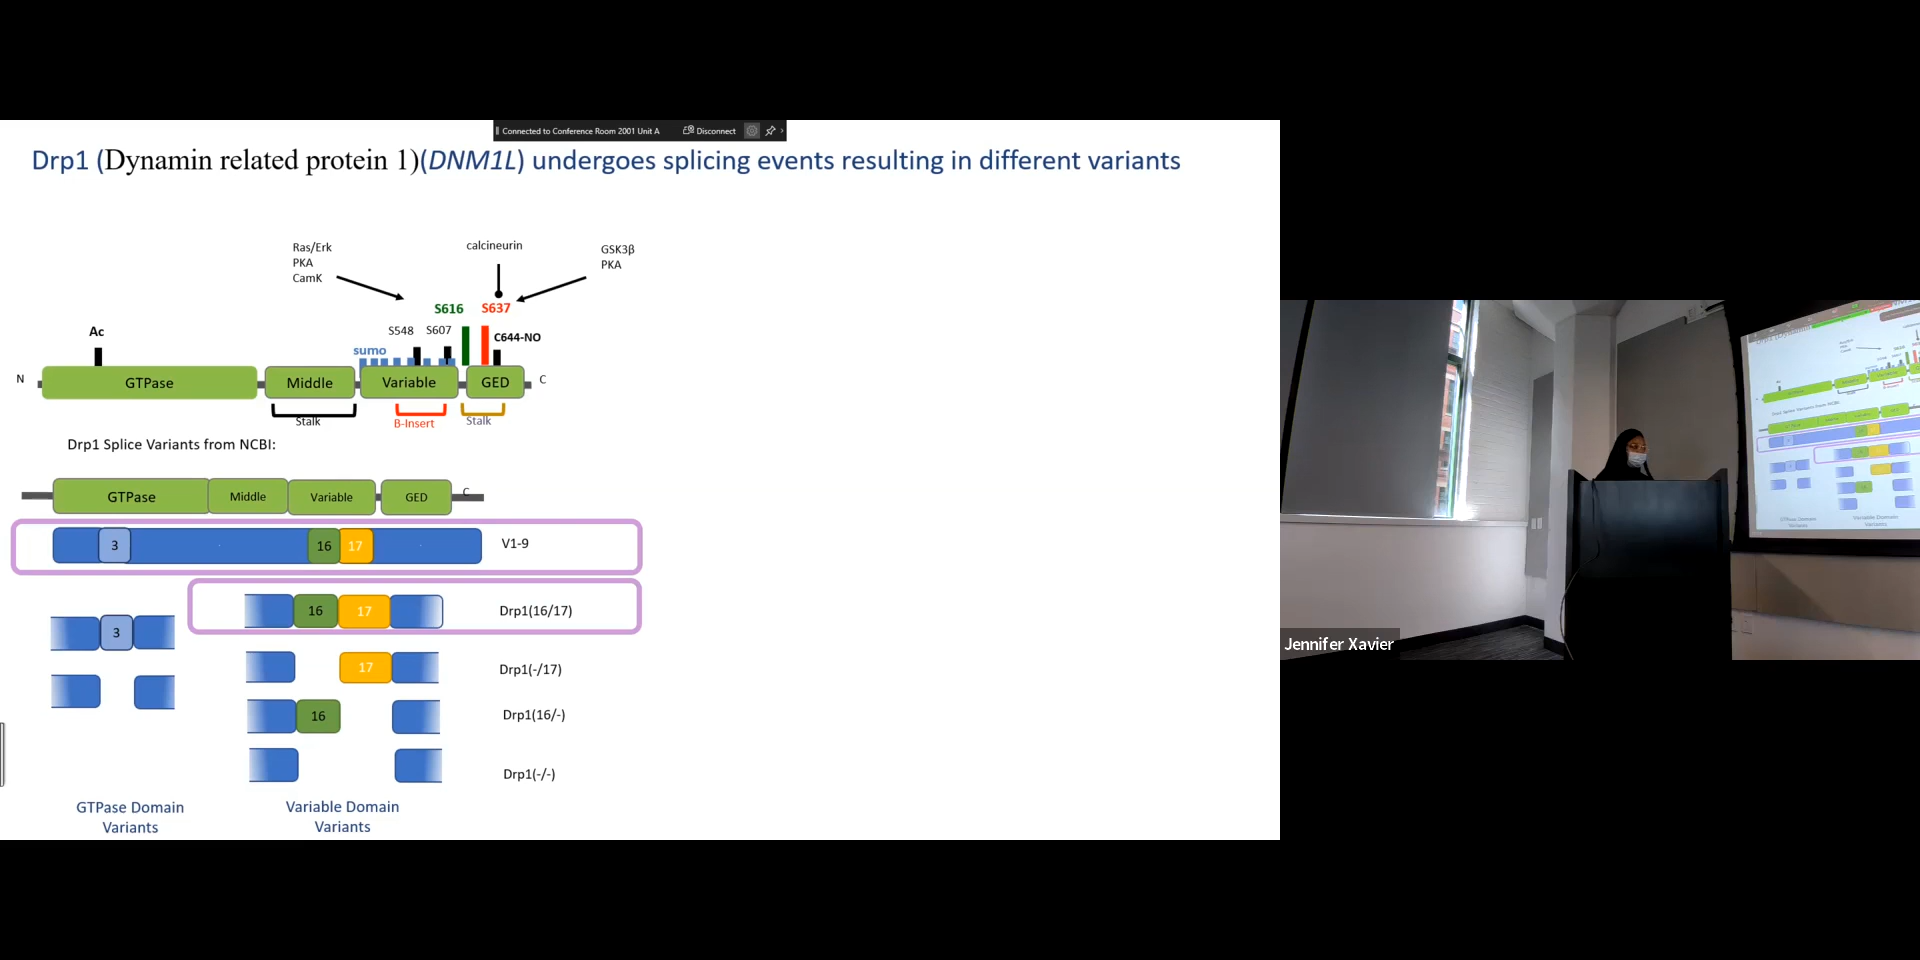 Connected to Conference Room 2001 Unit A
Disconnect
Drp1 (Dynamin related protein 1)(DNM1L) undergoes splicing events resulting in different variants
Ras/Erk
PKA
CamK
calcineurin
GSK3β
PKA
S616
S637
Ac
S548
S607
C644-NO
sumo
N
GTPase
Middle
Variable
GED
C
Stalk
B-Insert
Stalk
Drp1 Splice Variants from NCBI:
GTPase
Middle
Variable
GED
C
3
16
17
V1-9
16
17
Drp1(16/17)
3
17
Drp1(-/17)
16
Drp1(16/-)
Drp1(-/-)
GTPase Domain
Variants
Variable Domain
Variants
Jennifer Xavier